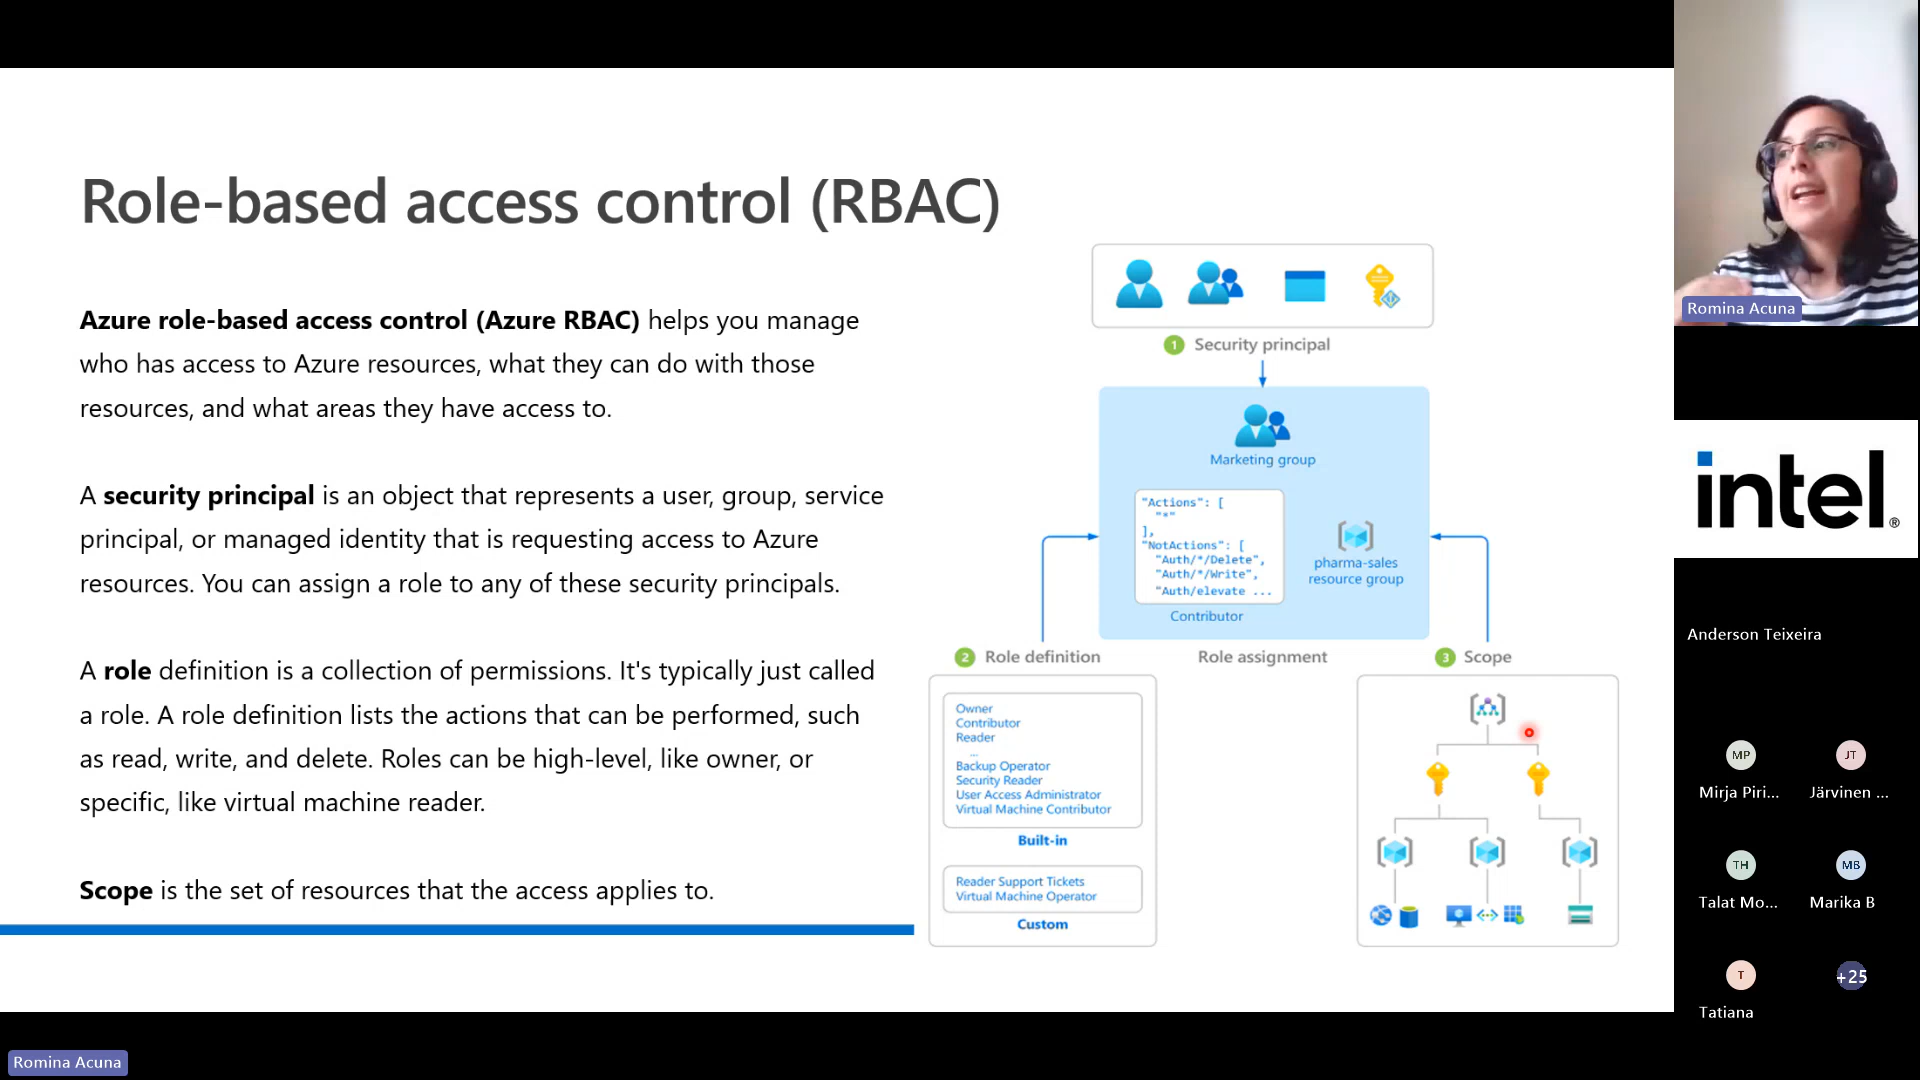 Role-based access control (RBAC)
Azure role-based access control (Azure RBAC) helps you manage
who has access to Azure resources, what they can do with those
resources, and what areas they have access to.
A security principal is an object that represents a user, group, service
principal, or managed identity that is requesting access to Azure
resources. You can assign a role to any of these security principals.
A role definition is a collection of permissions. It's typically just called
a role. A role definition lists the actions that can be performed, such
as read, write, and delete. Roles can be high-level, like owner, or
specific, like virtual machine reader.
Scope is the set of resources that the access applies to.
1 Security principal
Marketing group
"Actions": [
"*"
],
"NotActions": [
"Auth/*/Delete",
"Auth/*/Write",
"Auth/elevate ...
Contributor
pharma-sales
resource group
2 Role definition
Role assignment
3 Scope
Owner
Contributor
Reader
...
Backup Operator
Security Reader
User Access Administrator
Virtual Machine Contributor
Built-in
Reader Support Tickets
Virtual Machine Operator
Custom
Romina Acuna
intel®
Anderson Teixeira
MP
Mirja Piri...
JT
Järvinen ...
TH
Talat Mo...
MB
Marika B
T
Tatiana
+25
Romina Acuna